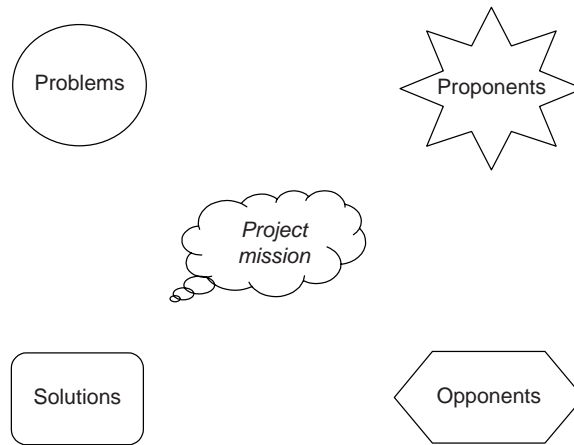 Problems
Proponents
Project
mission
Solutions
Opponents